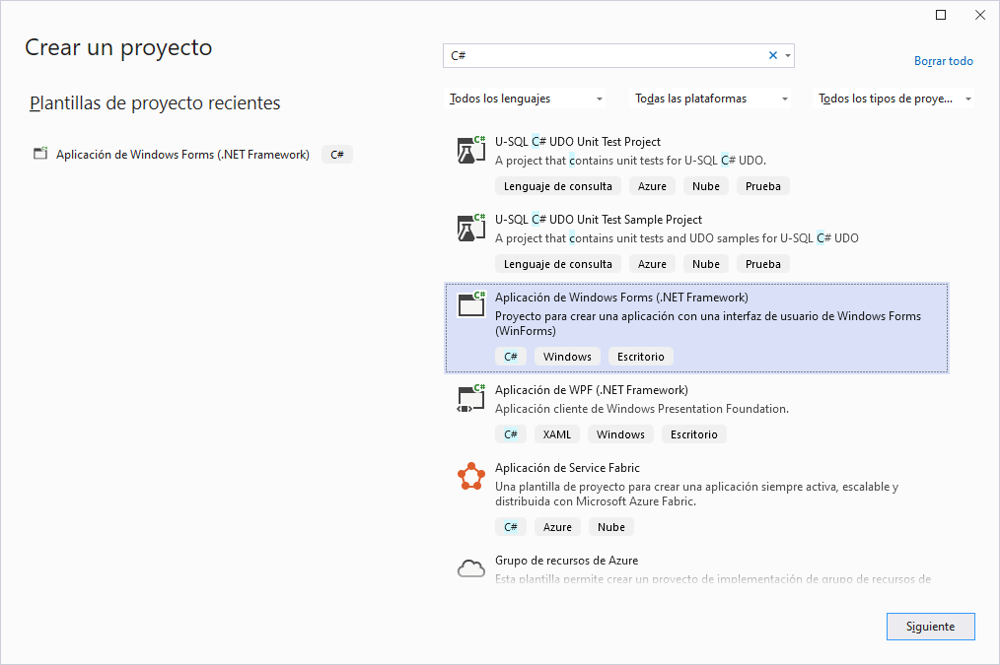 Crear un proyecto
Plantillas de proyecto recientes
Aplicación de Windows Forms (.NET Framework) C#
C#
Borrar todo
Todos los lenguajes
Todas las plataformas
Todos los tipos de proye...
C#
U-SQL C# UDO Unit Test Project
A project that contains unit tests for U-SQL C# UDO.
Lenguaje de consulta Azure Nube Prueba
C#
U-SQL C# UDO Unit Test Sample Project
A project that contains unit tests and UDO samples for U-SQL C# UDO
Lenguaje de consulta Azure Nube Prueba
C#
Aplicación de Windows Forms (.NET Framework)
Proyecto para crear una aplicación con una interfaz de usuario de Windows Forms
(WinForms)
C# Windows Escritorio
C#
Aplicación de WPF (.NET Framework)
Aplicación cliente de Windows Presentation Foundation.
C# XAML Windows Escritorio
Aplicación de Service Fabric
Una plantilla de proyecto para crear una aplicación siempre activa, escalable y
distribuida con Microsoft Azure Fabric.
C# Azure Nube
Grupo de recursos de Azure
Esta plantilla permite crear un proyecto de implementación de grupo de recursos de
Siguiente